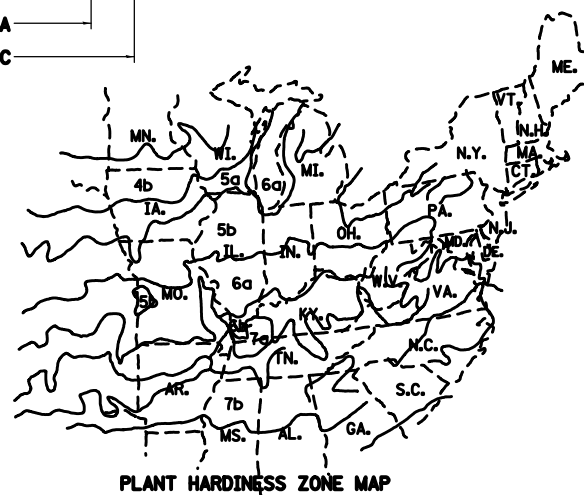 A
C
ME.
VT.
N.H.
MN.
WI.
MI.
N.Y.
MA.
CT.
4b
5a
6a
IA.
5b
PA.
OH.
N.J.
IL.
IN.
MD.
DE.
6a
W.V.
VA.
5b
MO.
KY.
7a
N.C.
TN.
AR.
S.C.
7b
MS.
AL.
GA.
PLANT HARDINESS ZONE MAP